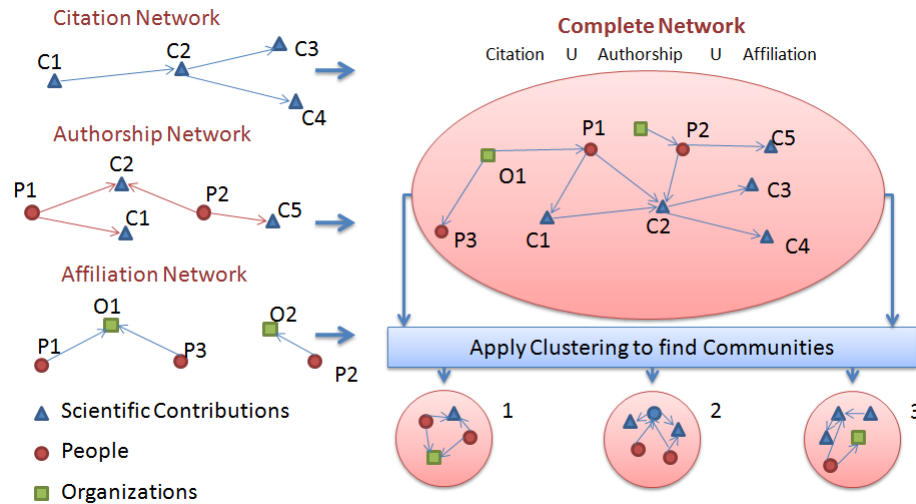 Citation Network
C1
C2
C3
C4
Authorship Network
P1
C2
C1
P2
C5
Affiliation Network
P1
O1
P3
O2
P2
Scientific Contributions
People
Organizations
Complete Network
Citation U Authorship U Affiliation
P1
P2
C5
O1
C3
P3
C1
C2
C4
Apply Clustering to find Communities
1
2
3